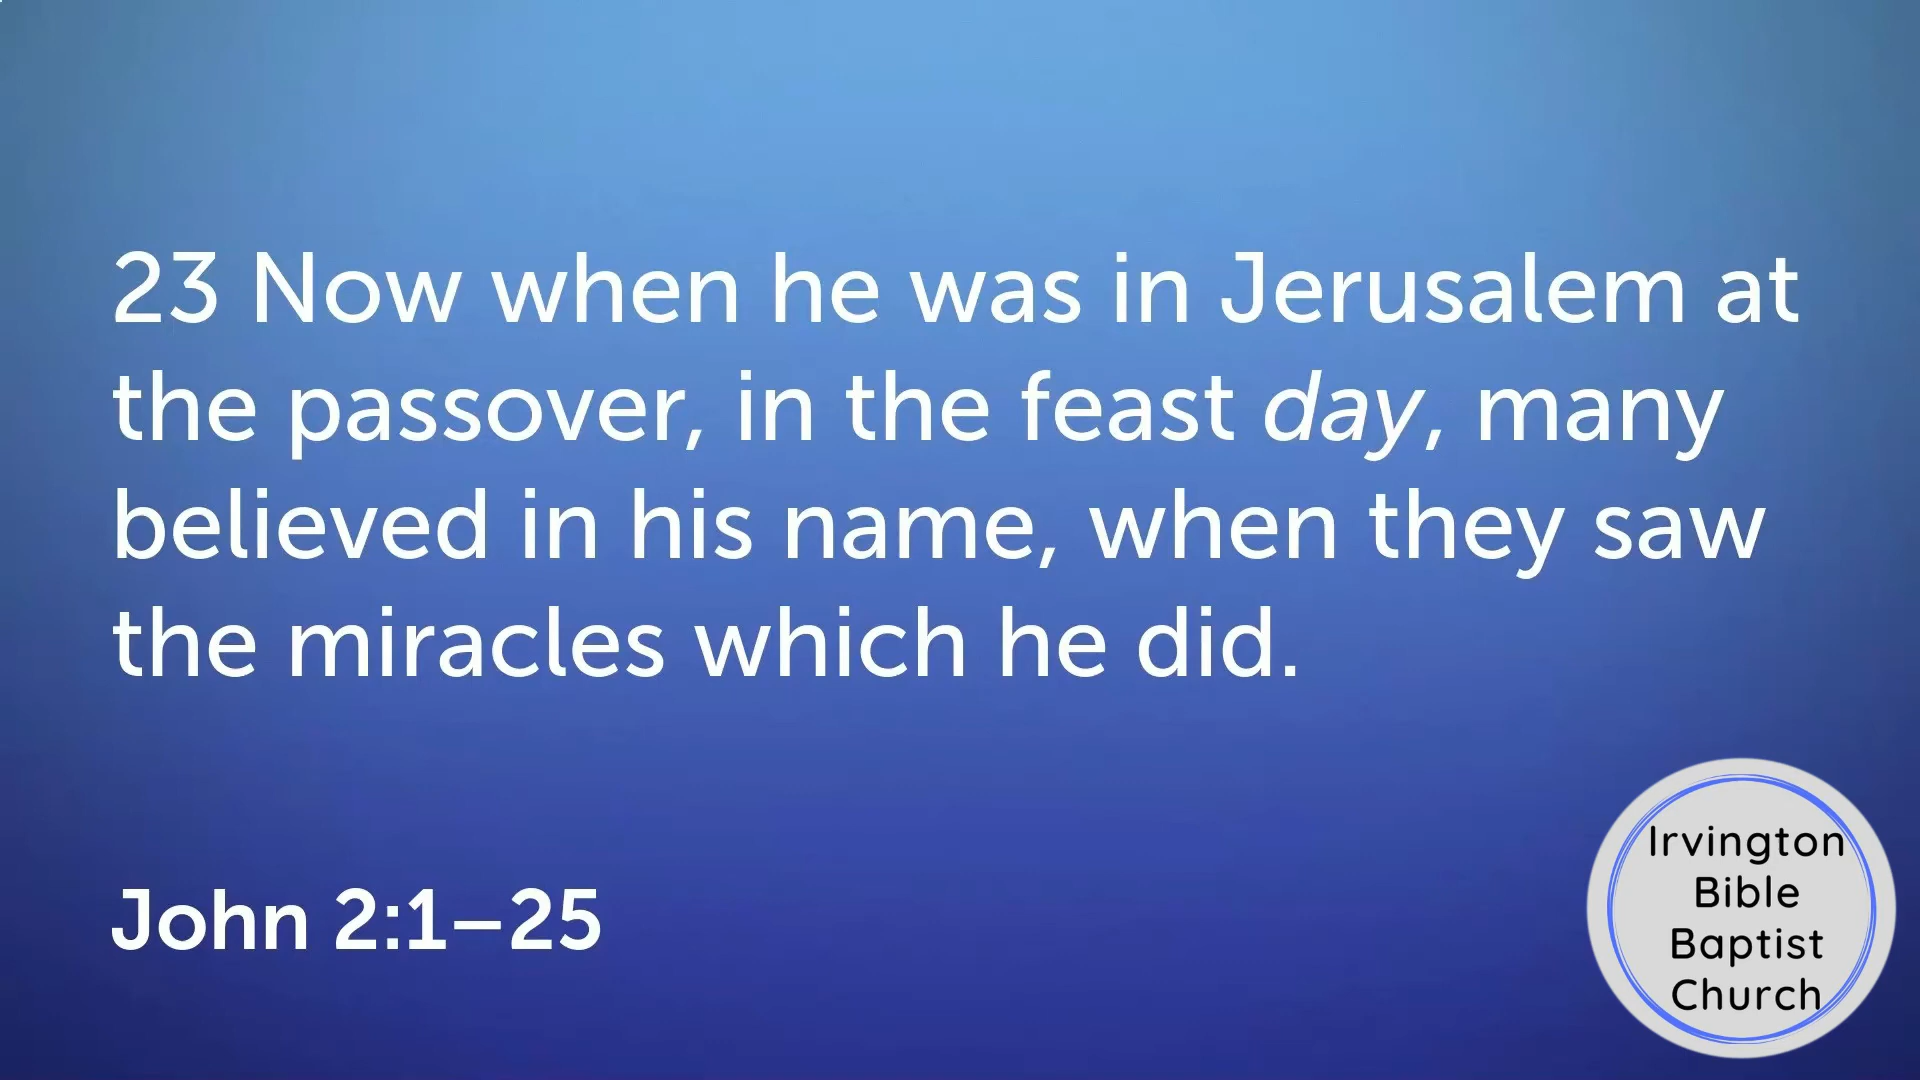 23 Now when he was in Jerusalem at
the passover, in the feast day, many
believed in his name, when they saw
the miracles which he did.
John 2:1–25
Irvington
Bible
Baptist
Church